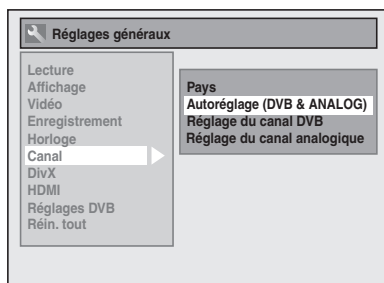 Réglages généraux
Lecture
Affichage
Vidéo
Enregistrement
Horloge
Canal
DivX
HDMI
Réglages DVB
Réin. tout
Pays
Autoréglage (DVB & ANALOG)
Réglage du canal DVB
Réglage du canal analogique